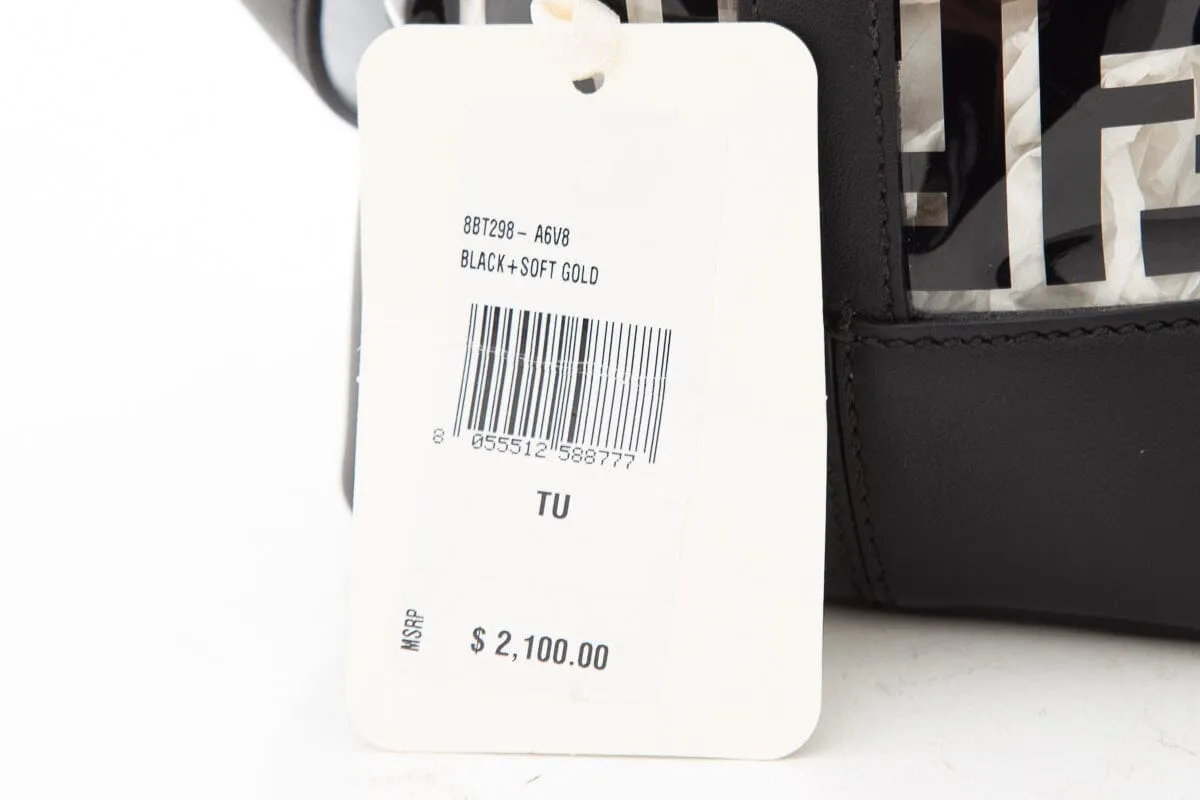 8BT298- A6V8
BLACK+SOFT GOLD
8 055512 588777
TU
MSRP $ 2,100.00